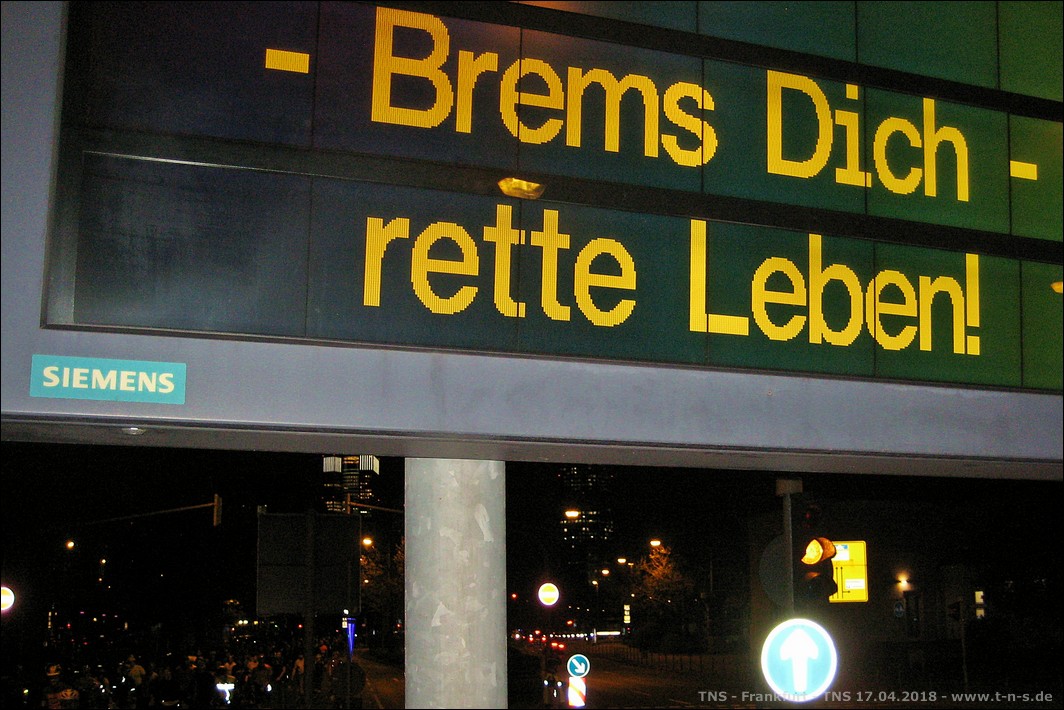 - Brems Dich -
rette Leben!
SIEMENS
TNS - Frankfurt - TNS 17.04.2018 - www.t-n-s.de